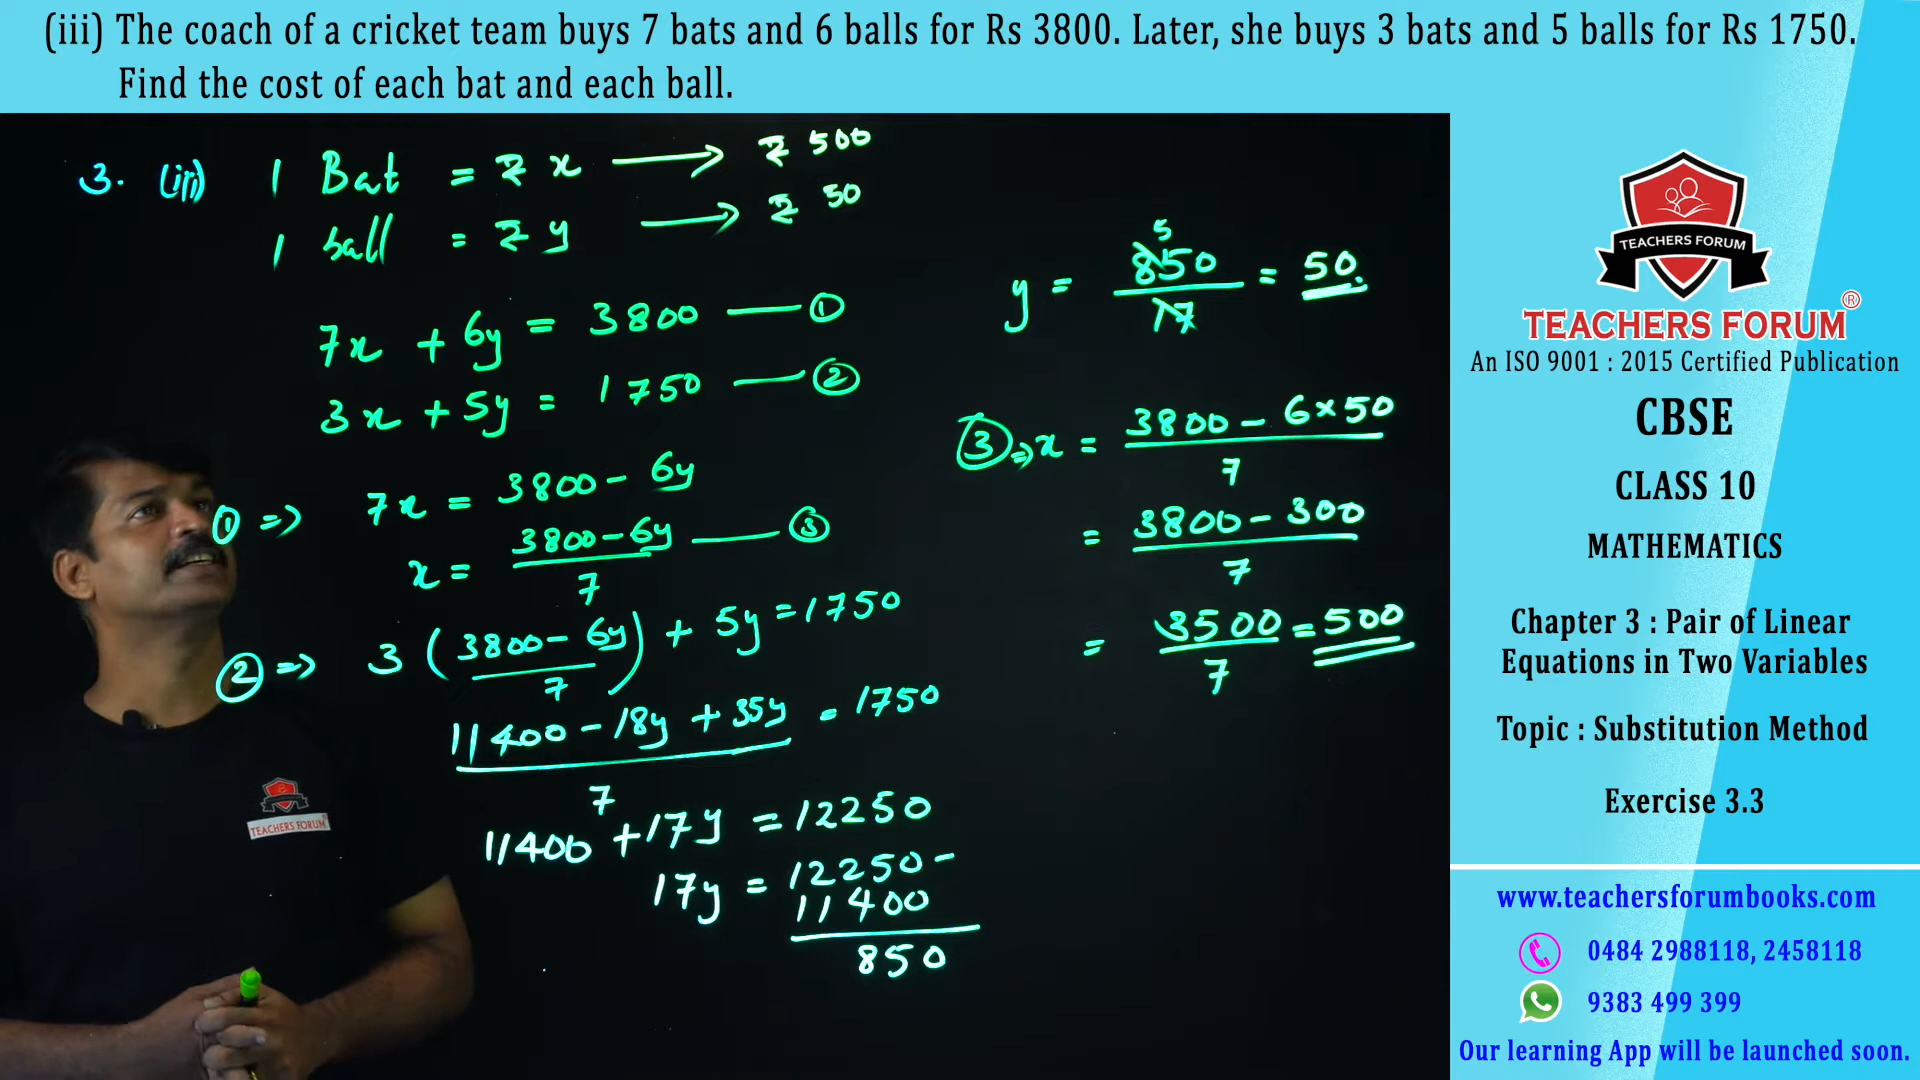 (iii) The coach of a cricket team buys 7 bats and 6 balls for Rs 3800. Later, she buys 3 bats and 5 balls for Rs 1750.
Find the cost of each bat and each ball.
3. (iii) 1 Bat = ₹ x ⟶ ₹ 500
1 ball = ₹ y ⟶ ₹ 50
7x + 6y = 3800 — ①
3x + 5y = 1750 — ②
① => 7x = 3800 - 6y
x = (3800 - 6y)/7 — ③
② => 3 ((3800 - 6y)/7) + 5y = 1750
(11400 - 18y + 35y)/7 = 1750
11400 + 17y = 12250
17y = 12250 -
11400
850
5
y = 850/17 = 50.
③ => x = (3800 - 6×50)/7
= (3800 - 300)/7
= 3500/7 = 500
TEACHERS FORUM
TEACHERS FORUM
TEACHERS FORUM®
An ISO 9001 : 2015 Certified Publication
CBSE
CLASS 10
MATHEMATICS
Chapter 3 : Pair of Linear
Equations in Two Variables
Topic : Substitution Method
Exercise 3.3
www.teachersforumbooks.com
0484 2988118, 2458118
9383 499 399
Our learning App will be launched soon.